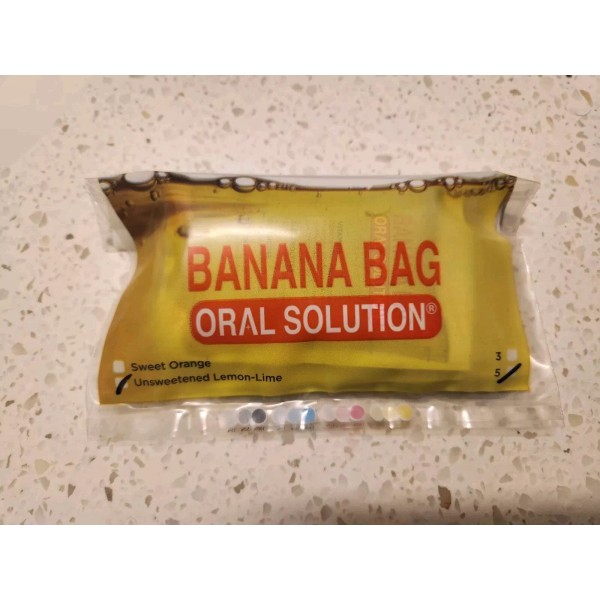 BANANA BAG
ORAL SOLUTION®
Sweet Orange
Unsweetened Lemon-Lime
3
5